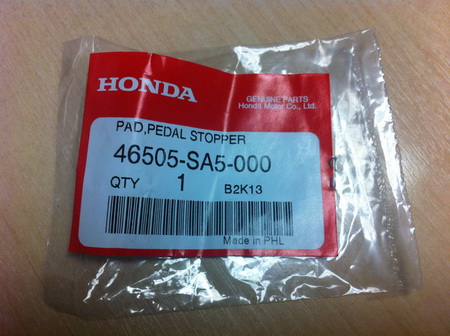 HONDA
GENUINE PARTS
Honda Motor Co., Ltd.
PAD,PEDAL STOPPER
46505-SA5-000
QTY 1 B2K13
Made in PHL